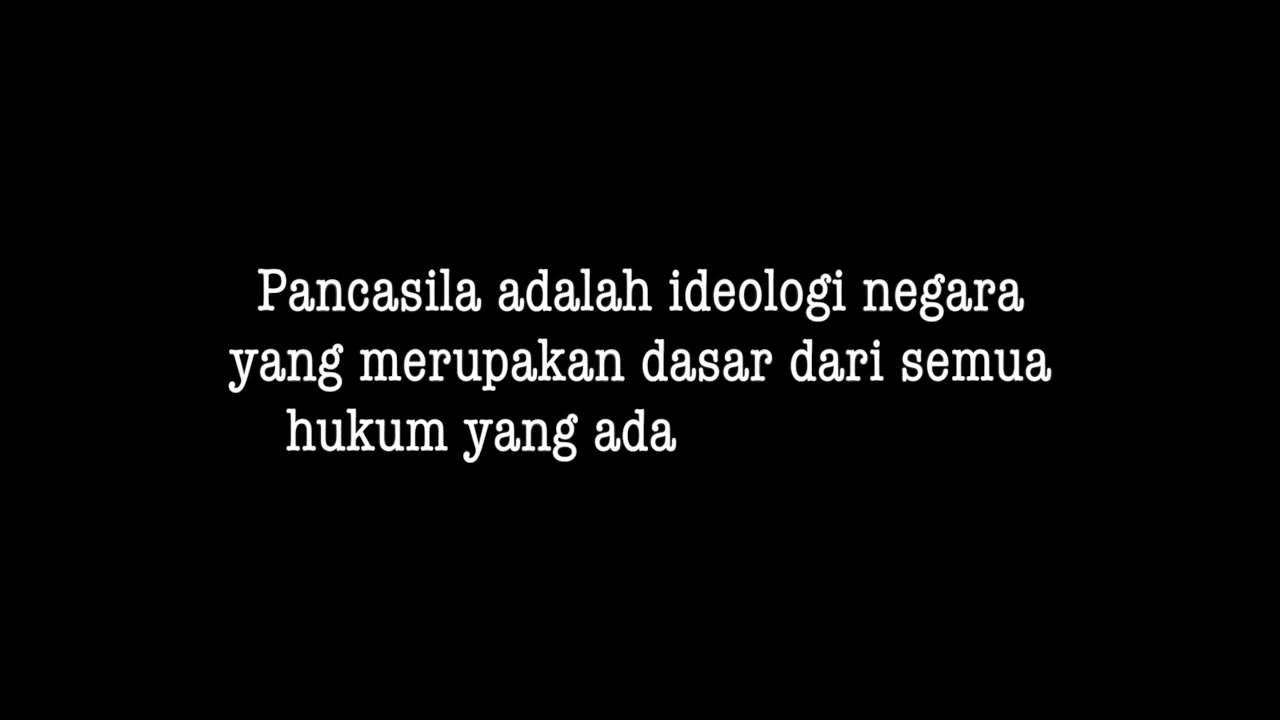 Pancasila adalah ideologi negara
yang merupakan dasar dari semua
hukum yang ada